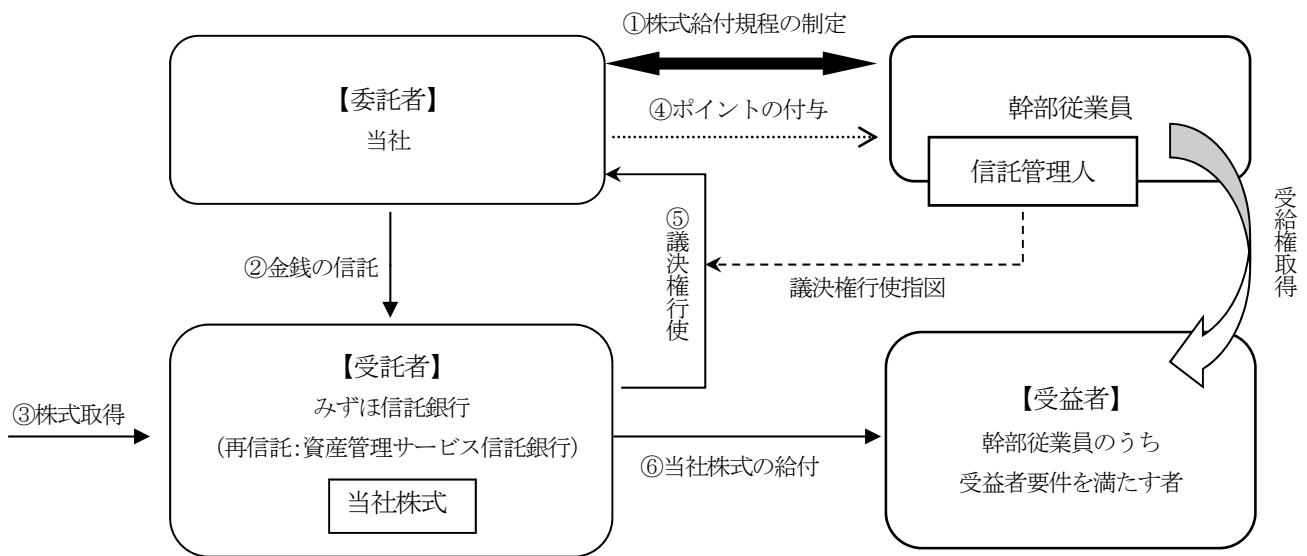 ①株式給付規程の制定
【委託者】
当社
④ポイントの付与
幹部従業員
信託管理人
受給権取得
②金銭の信託
⑤議決権行使
議決権行使指図
【受託者】
みずほ信託銀行
(再信託:資産管理サービス信託銀行)
当社株式
③株式取得
⑥当社株式の給付
【受益者】
幹部従業員のうち
受益者要件を満たす者